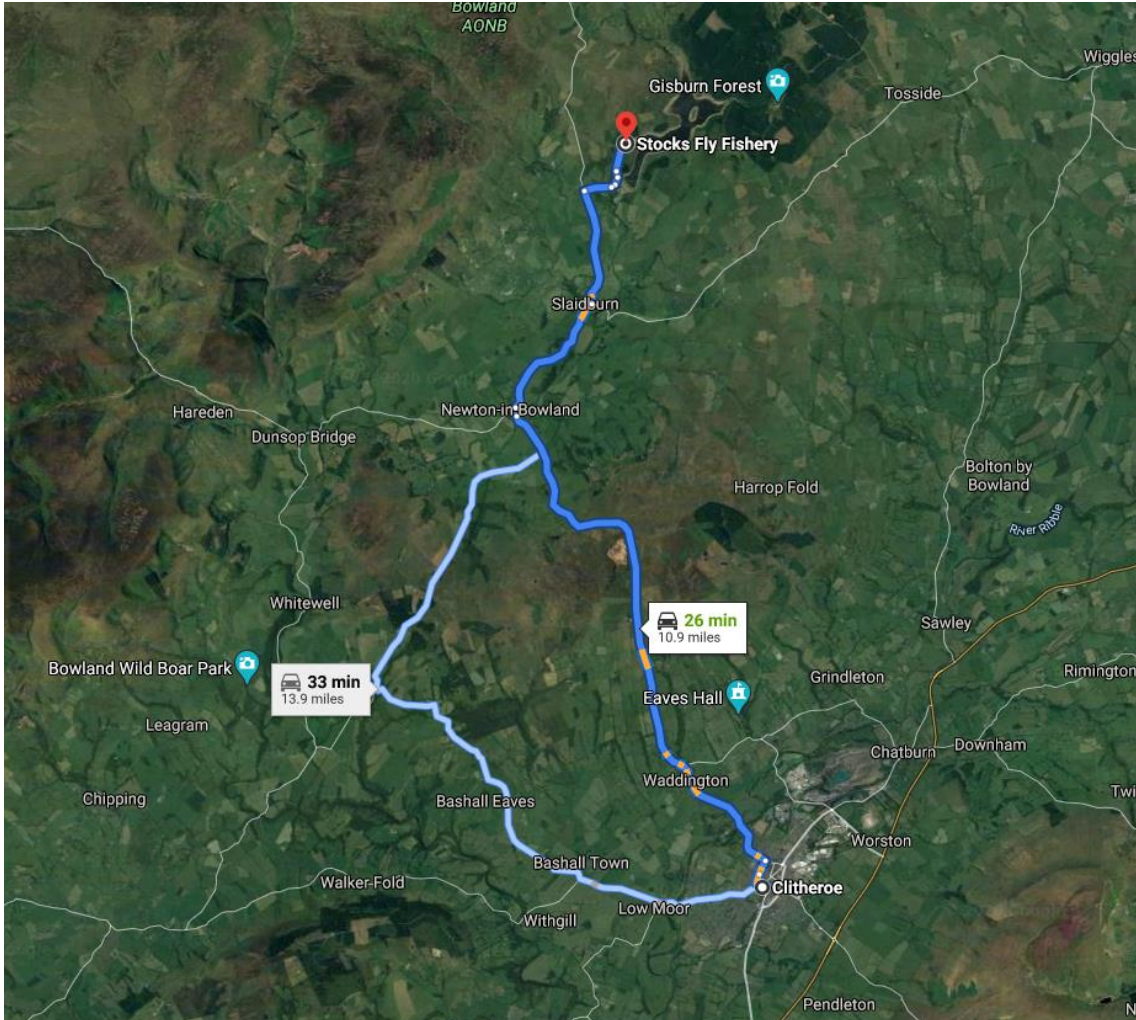 Bowland
AONB
Wiggles
Gisburn Forest
Tosside
Stocks Fly Fishery
Slaidburn
Hareden
Newton-in-Bowland
Dunsop Bridge
Bolton by
Bowland
Harrop Fold
River Ribble
Whitewell
26 min
10.9 miles
Sawley
Bowland Wild Boar Park
33 min
13.9 miles
Grindleton
Rimington
Eaves Hall
Leagram
Chatburn
Downham
Waddington
Chipping
Bashall Eaves
Twi
Worston
Bashall Town
Walker Fold
Clitheroe
Low Moor
Withgill
Pendleton
N